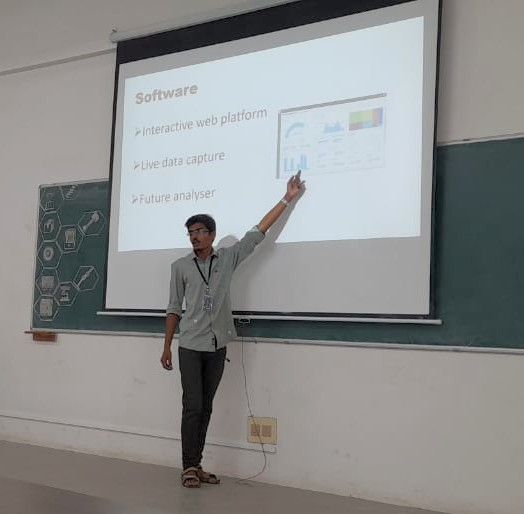 Software
➢Interactive web platform
➢Live data capture
➢Future analyser